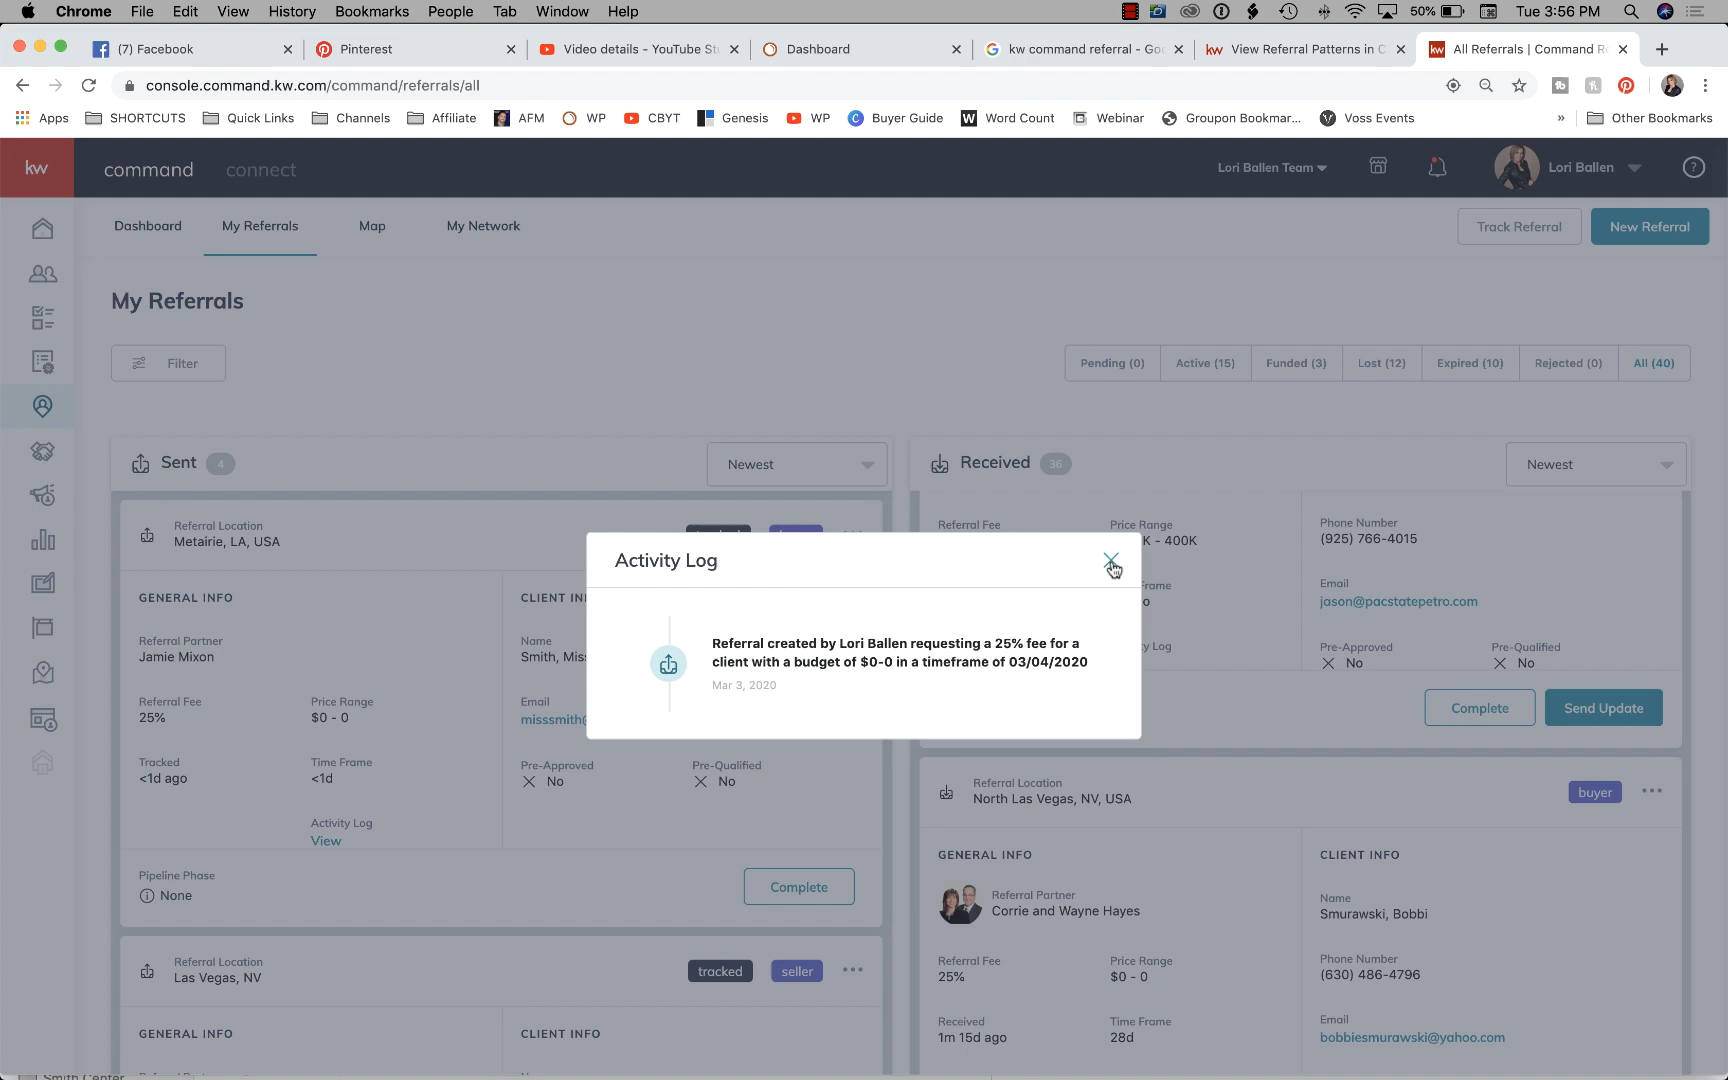 Chrome File Edit View History Bookmarks People Tab Window Help 50% Tue 3:56 PM
(7) Facebook Pinterest Video details - YouTube St Dashboard kw command referral - Goo kw View Referral Patterns in C kw All Referrals | Command R
console.command.kw.com/command/referrals/all
Apps SHORTCUTS Quick Links Channels Affiliate AFM WP CBYT Genesis WP Buyer Guide W Word Count Webinar Groupon Bookmar... Voss Events » Other Bookmarks
kw command connect Lori Ballen Team Lori Ballen ?
Dashboard My Referrals Map My Network Track Referral New Referral
My Referrals
Filter Pending (0) Active (15) Funded (3) Lost (12) Expired (10) Rejected (0) All (40)
Sent 4 Newest Received 36 Newest
Referral Location
Metairie, LA, USA
GENERAL INFO CLIENT IN
Referral Partner
Jamie Mixon
Name
Smith, Mis
Referral Fee
25%
Price Range
$0 - 0
Email
misssmith@
Tracked
<1d ago
Time Frame
<1d
Pre-Approved
No
Pre-Qualified
No
Activity Log
View
Pipeline Phase
None
Complete
Referral Location
Las Vegas, NV
tracked seller
GENERAL INFO CLIENT INFO
Activity Log
Referral created by Lori Ballen requesting a 25% fee for a
client with a budget of $0-0 in a timeframe of 03/04/2020
Mar 3, 2020
Referral Fee
Price Range
K - 400K
Phone Number
(925) 766-4015
rame
o
Email
jason@pacstatepetro.com
y Log
Pre-Approved
No
Pre-Qualified
No
Complete Send Update
Referral Location
North Las Vegas, NV, USA
buyer
GENERAL INFO CLIENT INFO
Referral Partner
Corrie and Wayne Hayes
Name
Smurawski, Bobbi
Referral Fee
25%
Price Range
$0 - 0
Phone Number
(630) 486-4796
Received
1m 15d ago
Time Frame
28d
Email
bobbiesmurawski@yahoo.com
Smith Center